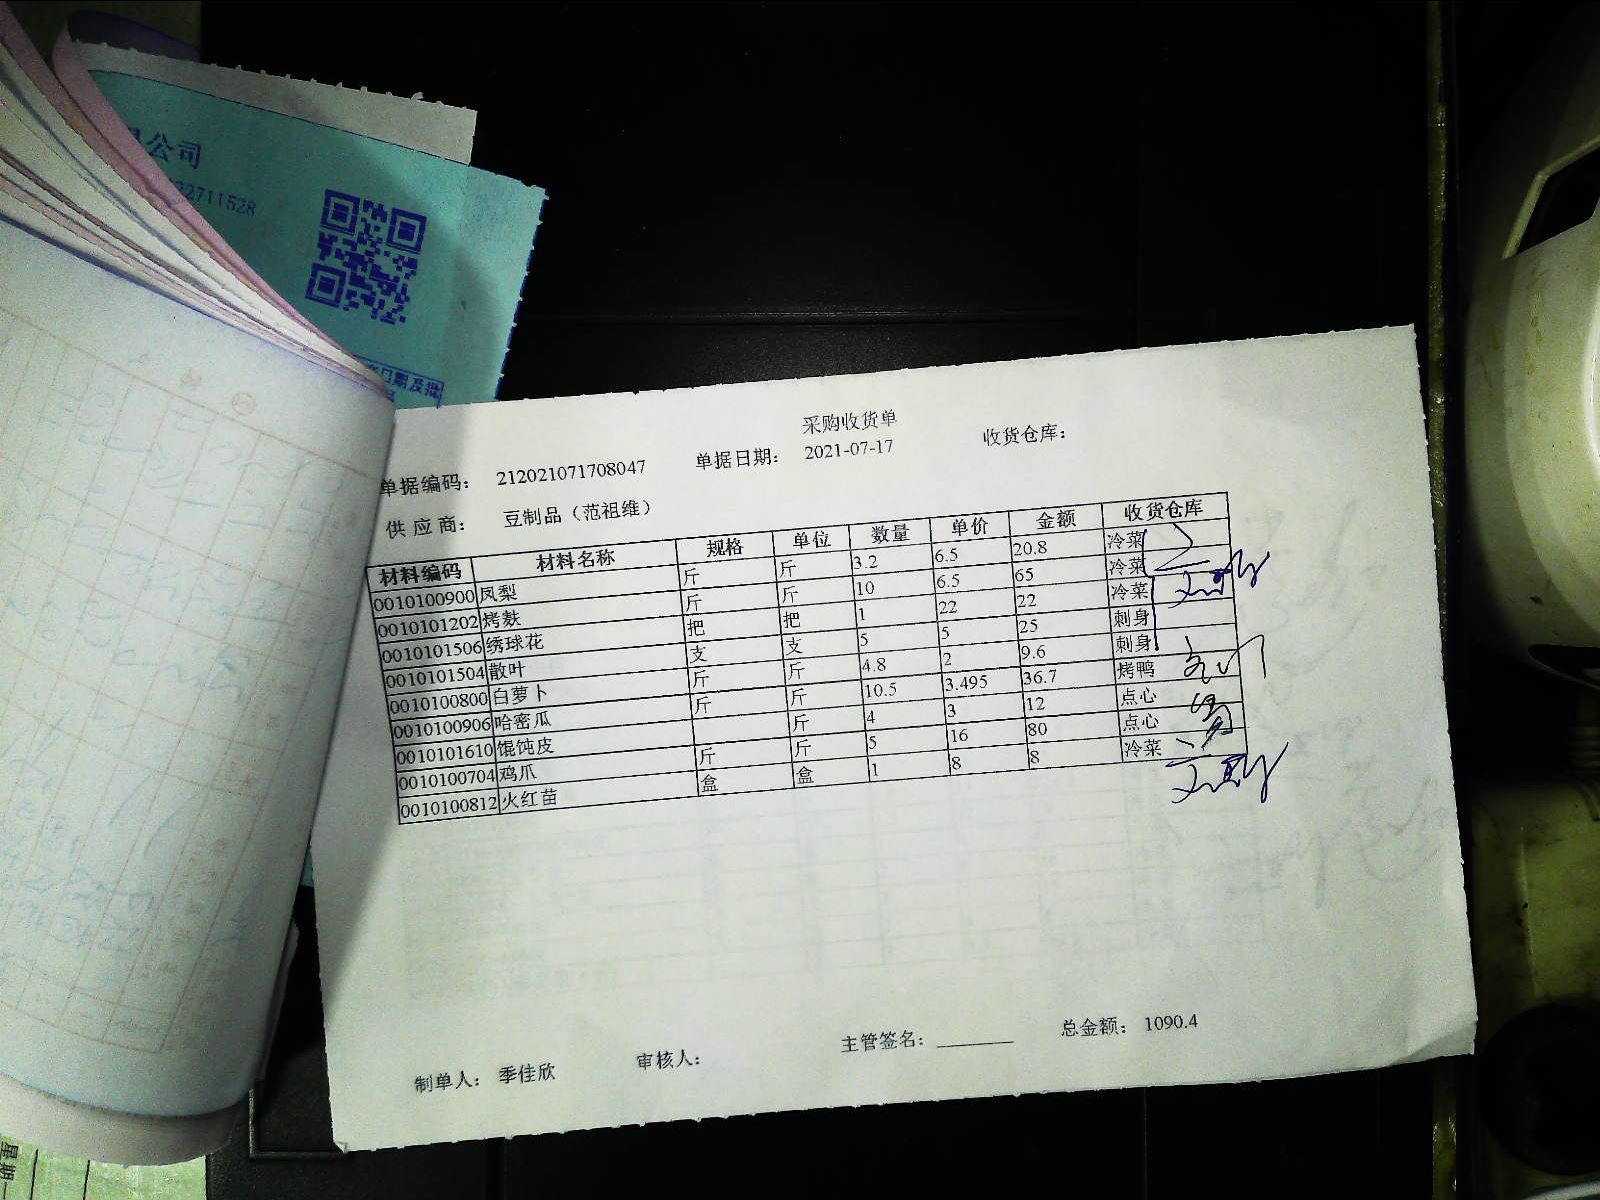 公司
22711528
日期及批
采购收货单
单据编码： 212021071708047 单据日期： 2021-07-17 收货仓库：
供应商： 豆制品（范祖维）
材料编码 材料名称 规格 单位 数量 单价 金额 收货仓库
0010100900 凤梨 斤 斤 3.2 6.5 20.8 冷菜
0010101202 烤麸 斤 斤 10 6.5 65 冷菜
0010101506 绣球花 把 把 1 22 22 冷菜
0010101504 散叶 支 支 5 5 25 刺身
0010100800 白萝卜 斤 斤 4.8 2 9.6 刺身
0010100906 哈密瓜 斤 斤 10.5 3.495 36.7 烤鸭
0010101610 馄饨皮 斤 4 3 12 点心
0010100704 鸡爪 斤 斤 5 16 80 点心
0010100812 火红苗 盒 盒 1 8 8 冷菜
制单人： 季佳欣 审核人： 主管签名： 总金额： 1090.4
星期一